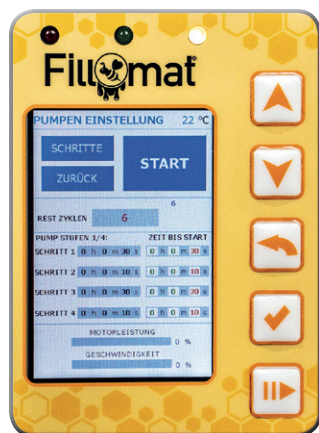 Fillomat®
PUMPEN EINSTELLUNG 22 °C
SCHRITTE
START
ZURÜCK
6
REST ZYKLEN 6
PUMP STUFEN 1/4: ZEIT BIS START
SCHRITT 1 0 h 0 m 30 s 0 h 0 m 30 s
SCHRITT 2 0 h 0 m 10 s 0 h 0 m 10 s
SCHRITT 3 0 h 0 m 30 s 0 h 0 m 30 s
SCHRITT 4 0 h 0 m 10 s 0 h 0 m 10 s
MOTORLEISTUNG
0 %
GESCHWINDIGKEIT
0 %